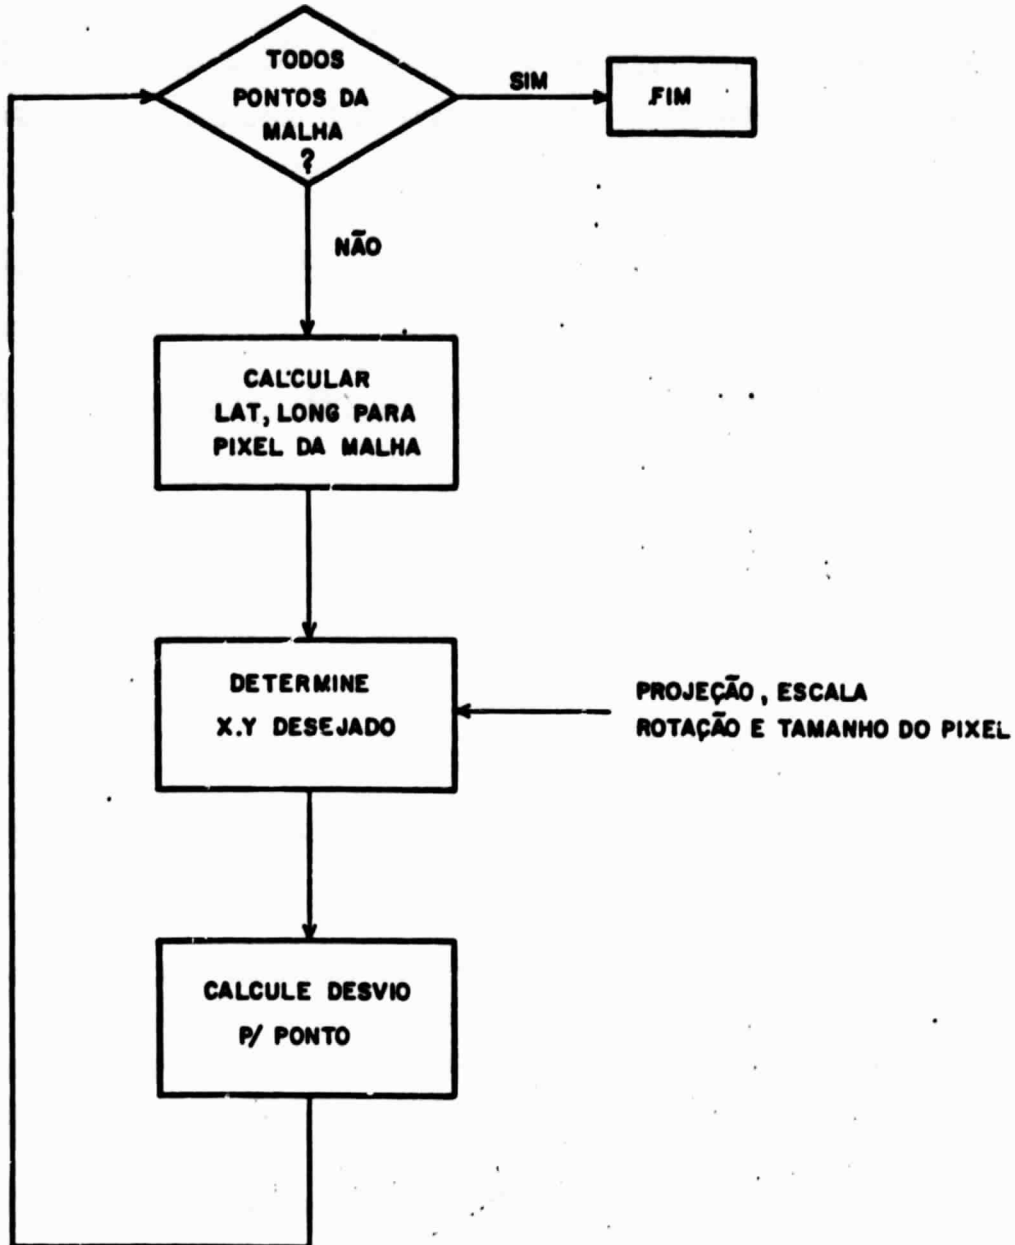 TODOS
PONTOS DA
MALHA
?
SIM
FIM
NÃO
CALCULAR
LAT, LONG PARA
PIXEL DA MALHA
DETERMINE
X.Y DESEJADO
PROJEÇÃO, ESCALA
ROTAÇÃO E TAMANHO DO PIXEL
CALCULE DESVIO
P/ PONTO